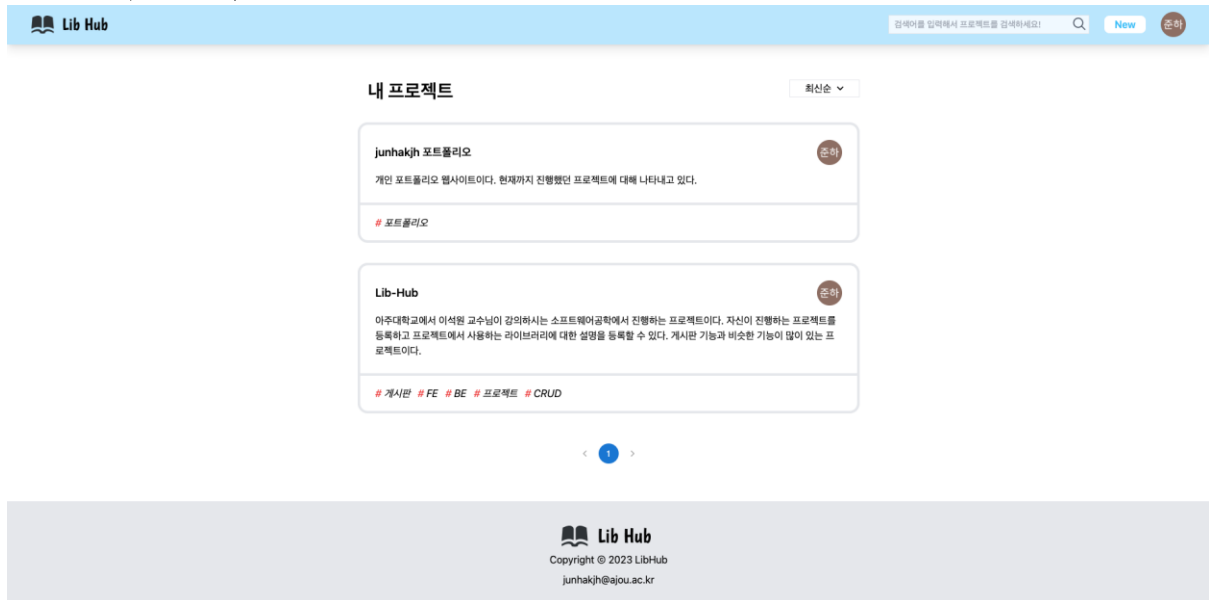 Lib Hub
검색어를 입력해서 프로젝트를 검색하세요!
New
준하
내 프로젝트
최신순
junhakjh 포트폴리오
준하
개인 포트폴리오 웹사이트이다. 현재까지 진행했던 프로젝트에 대해 나타내고 있다.
# 포트폴리오
Lib-Hub
준하
아주대학교에서 이석원 교수님이 강의하시는 소프트웨어공학에서 진행하는 프로젝트이다. 자신이 진행하는 프로젝트를
등록하고 프로젝트에서 사용하는 라이브러리에 대한 설명을 등록할 수 있다. 게시판 기능과 비슷한 기능이 많이 있는 프
로젝트이다.
# 게시판 # FE # BE # 프로젝트 # CRUD
< 1 >
Lib Hub
Copyright © 2023 LibHub
junhakjh@ajou.ac.kr